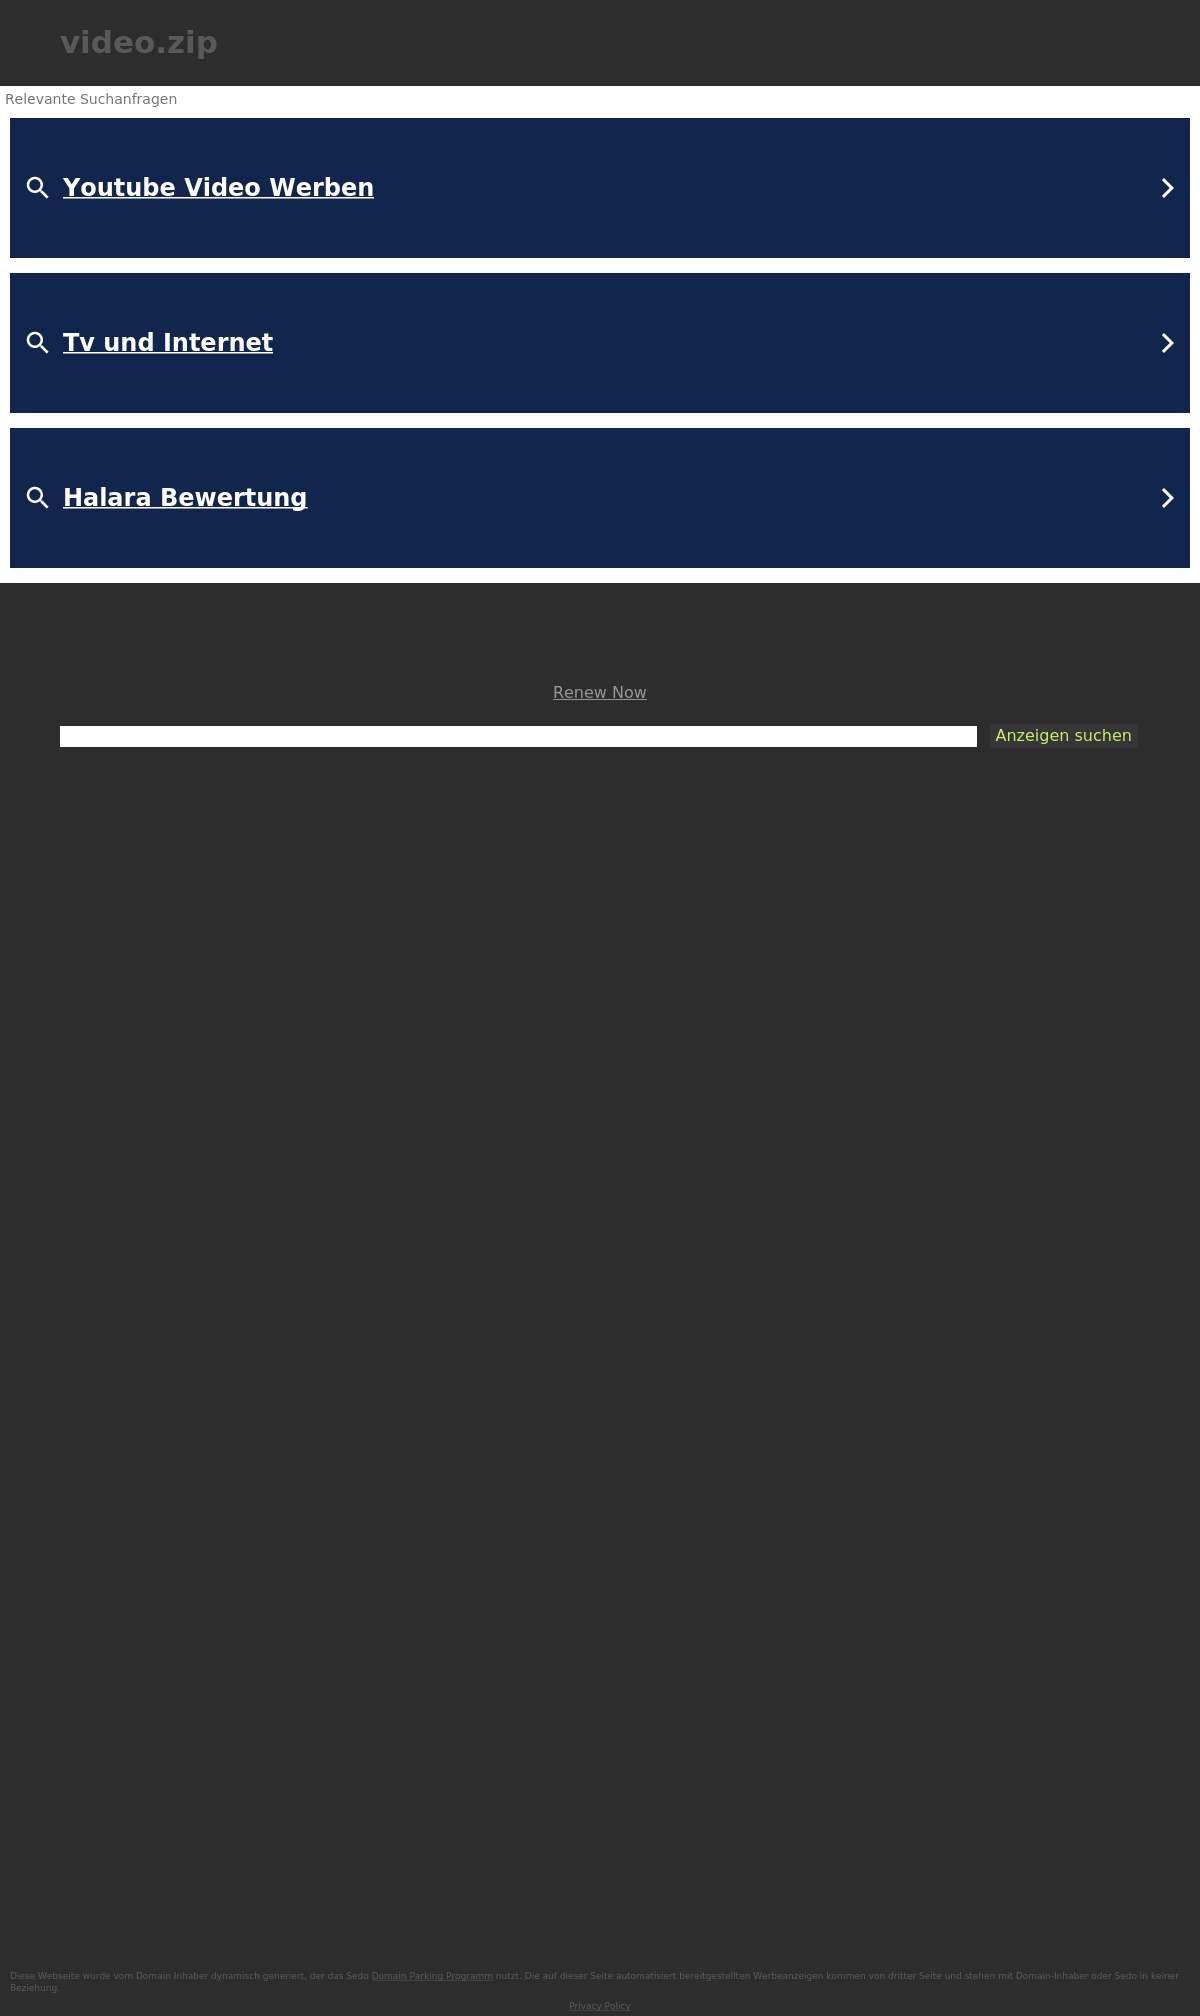 video.zip
Relevante Suchanfragen
Youtube Video Werben
Tv und Internet
Halara Bewertung
Renew Now
Anzeigen suchen
Diese Webseite wurde vom Domain Inhaber dynamisch generiert, der das Sedo Domain Parking Programm nutzt. Die auf dieser Seite automatisiert bereitgestellten Werbeanzeigen kommen von dritter Seite und stehen mit Domain-Inhaber oder Sedo in keiner
Beziehung.
Privacy Policy